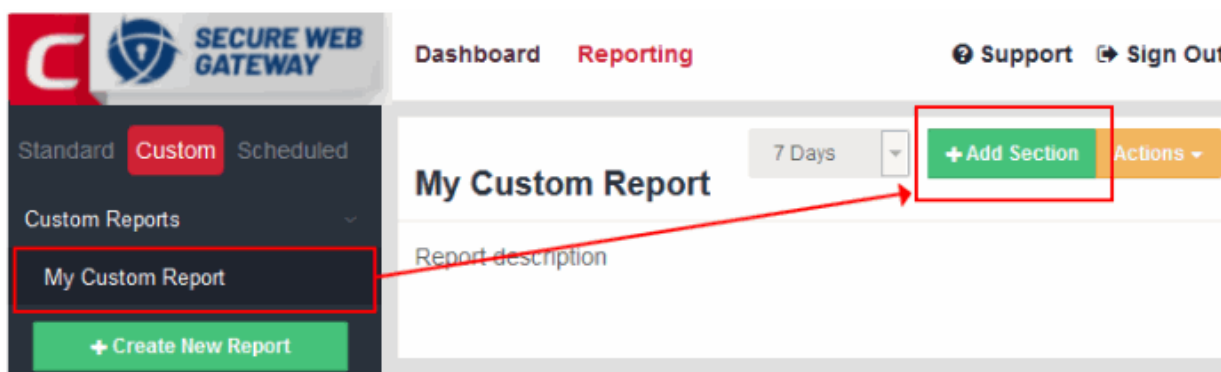 C SECURE WEB
GATEWAY
Dashboard Reporting Support Sign Out
Standard Custom Scheduled
7 Days +Add Section Actions
My Custom Report
Custom Reports
Report description
My Custom Report
+ Create New Report